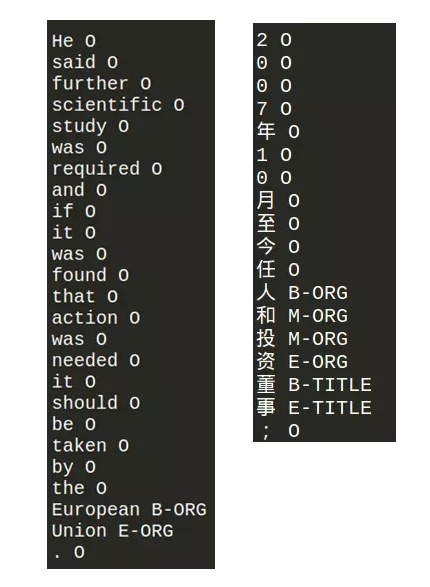 He O
said O
further O
scientific O
study O
was O
required O
and O
if O
it O
was O
found O
that O
action O
was O
needed O
it O
should O
be O
taken O
by O
the O
European B-ORG
Union E-ORG
. O
2 O
0 O
0 O
7 O
年 O
1 O
0 O
月 O
至 O
今 O
任 O
人 B-ORG
和 M-ORG
投 M-ORG
资 E-ORG
董 B-TITLE
事 E-TITLE
； O